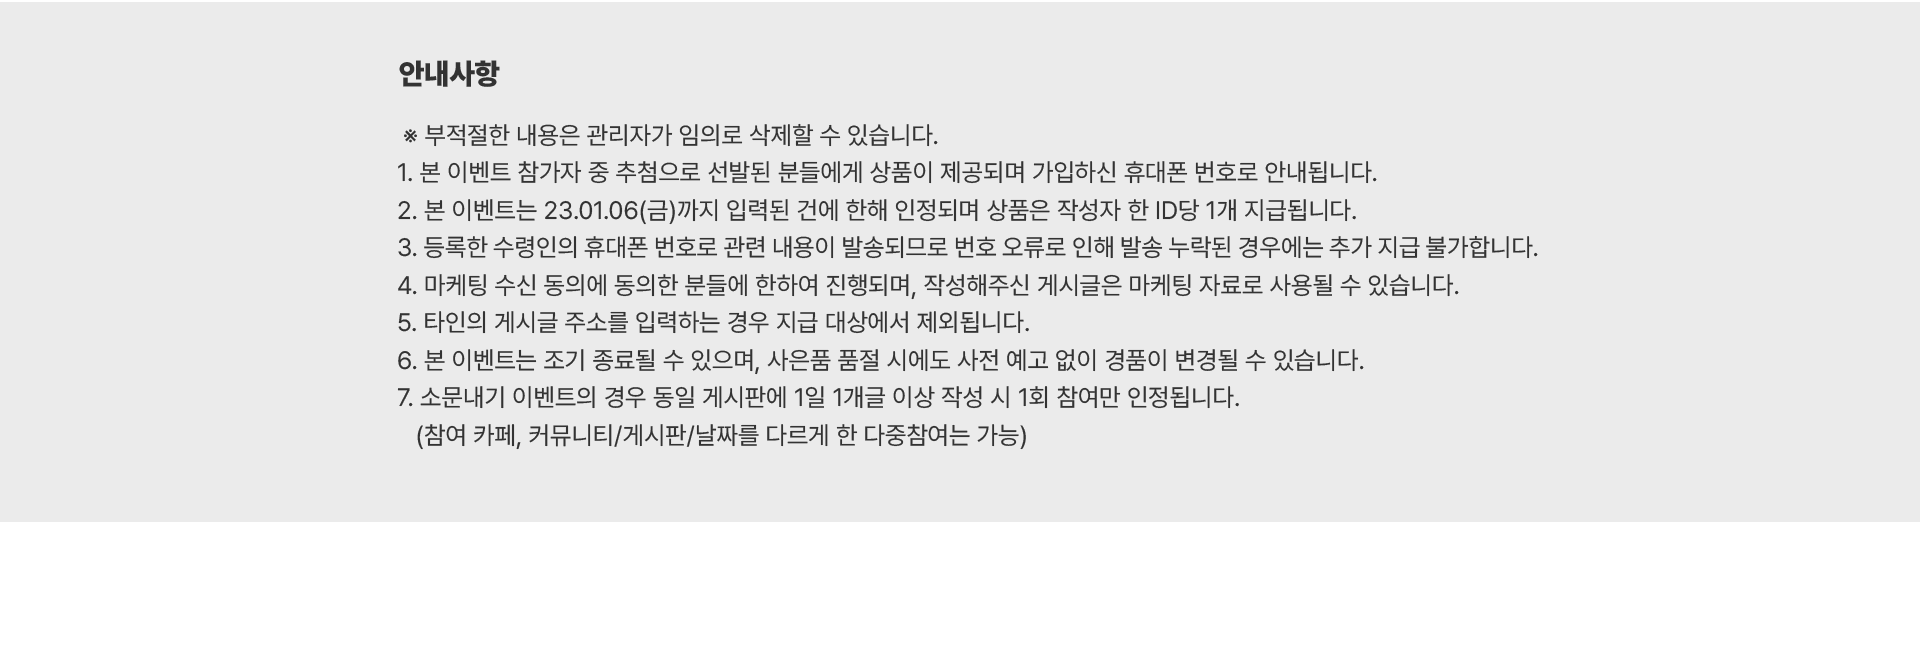 안내사항
※ 부적절한 내용은 관리자가 임의로 삭제할 수 있습니다.
1. 본 이벤트 참가자 중 추첨으로 선발된 분들에게 상품이 제공되며 가입하신 휴대폰 번호로 안내됩니다.
2. 본 이벤트는 23.01.06(금)까지 입력된 건에 한해 인정되며 상품은 작성자 한 ID당 1개 지급됩니다.
3. 등록한 수령인의 휴대폰 번호로 관련 내용이 발송되므로 번호 오류로 인해 발송 누락된 경우에는 추가 지급 불가합니다.
4. 마케팅 수신 동의에 동의한 분들에 한하여 진행되며, 작성해주신 게시글은 마케팅 자료로 사용될 수 있습니다.
5. 타인의 게시글 주소를 입력하는 경우 지급 대상에서 제외됩니다.
6. 본 이벤트는 조기 종료될 수 있으며, 사은품 품절 시에도 사전 예고 없이 경품이 변경될 수 있습니다.
7. 소문내기 이벤트의 경우 동일 게시판에 1일 1개글 이상 작성 시 1회 참여만 인정됩니다.
(참여 카페, 커뮤니티/게시판/날짜를 다르게 한 다중참여는 가능)